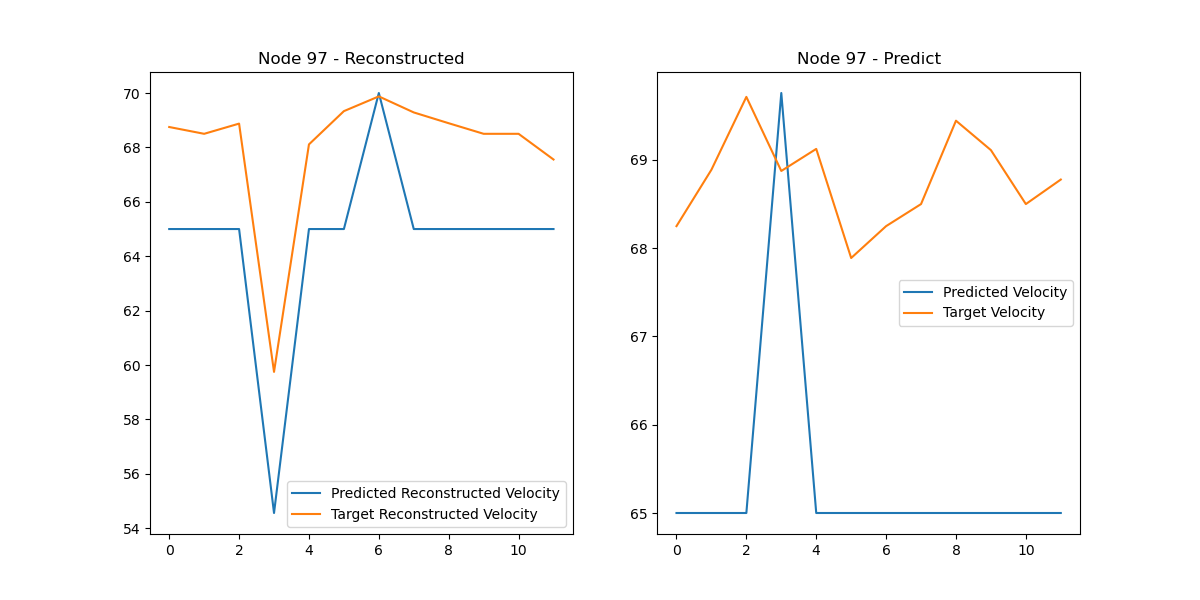 Node 97 - Reconstructed
70
68
66
64
62
60
58
56
54
0 2 4 6 8 10
Predicted Reconstructed Velocity
Target Reconstructed Velocity
Node 97 - Predict
69
68
67
66
65
0 2 4 6 8 10
Predicted Velocity
Target Velocity